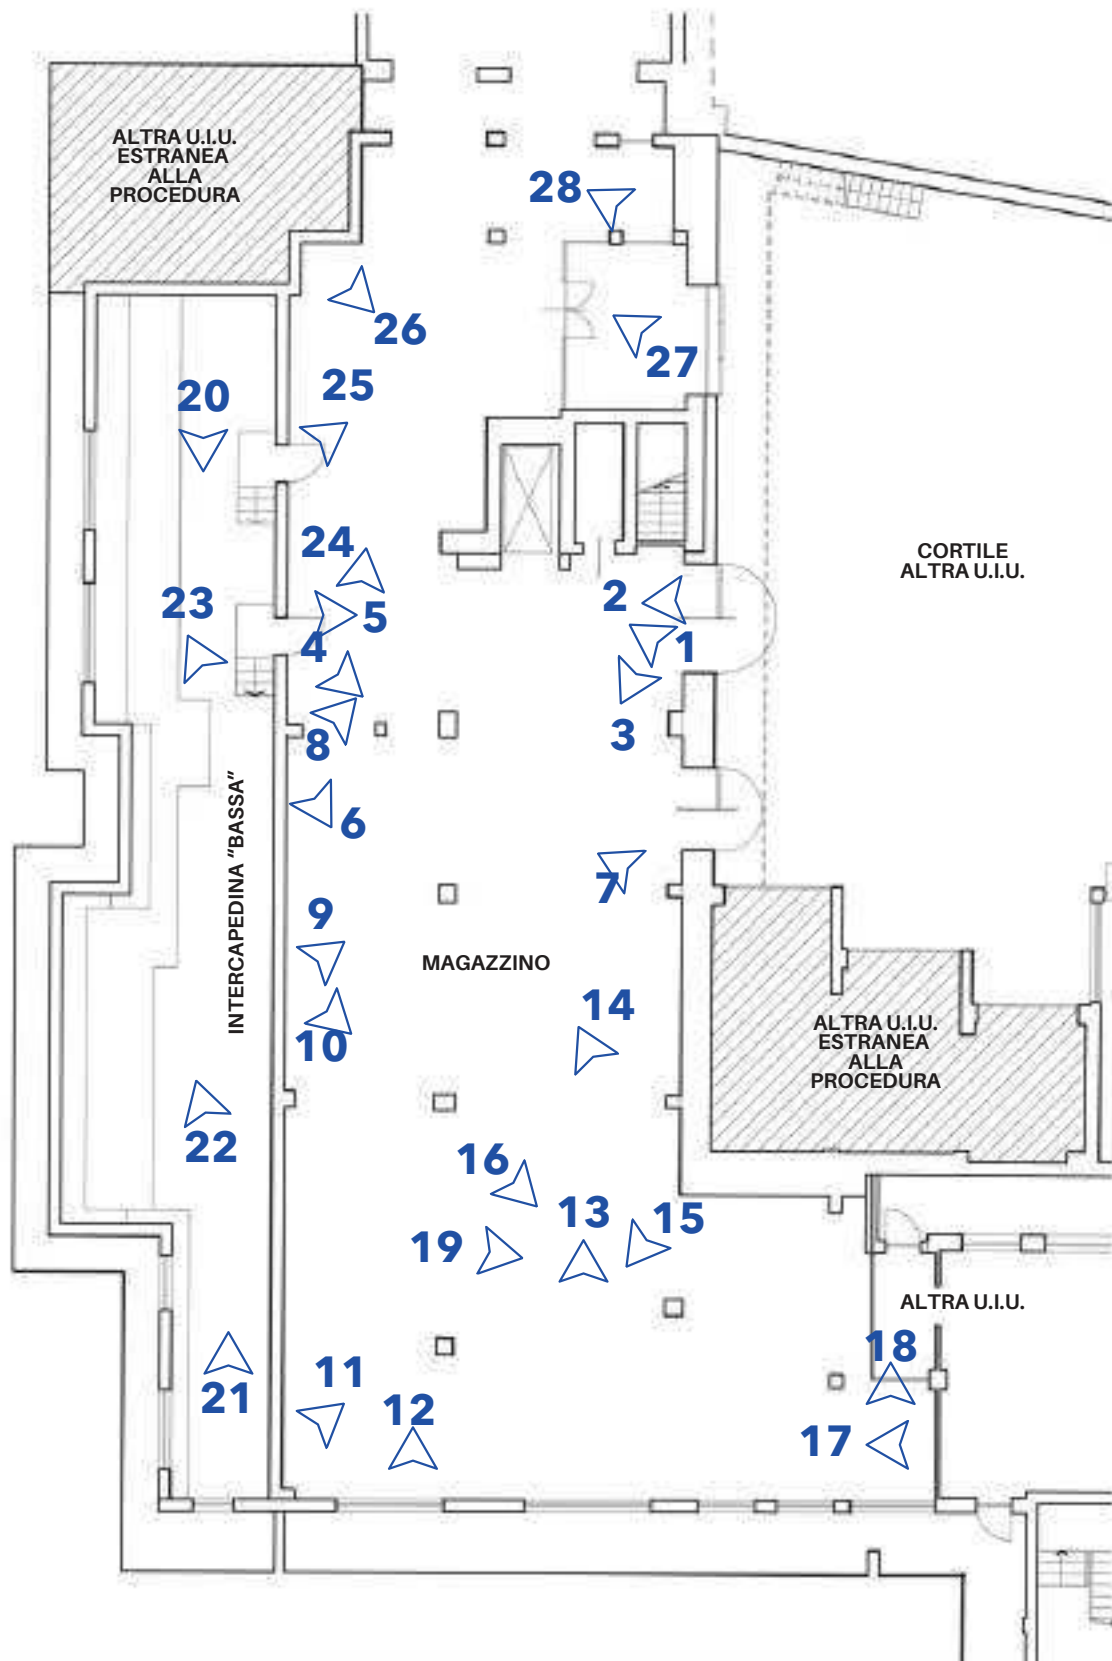 ALTRA U.I.U.
ESTRANEA
ALLA
PROCEDURA
28
26
27
20
25
24
CORTILE
ALTRA U.I.U.
23
2
5
4
1
3
8
6
INTERCAPEDINA "BASSA"
7
9
MAGAZZINO
14
10
ALTRA U.I.U.
ESTRANEA
ALLA
PROCEDURA
22
16
13
15
19
ALTRA U.I.U.
18
11
21
12
17